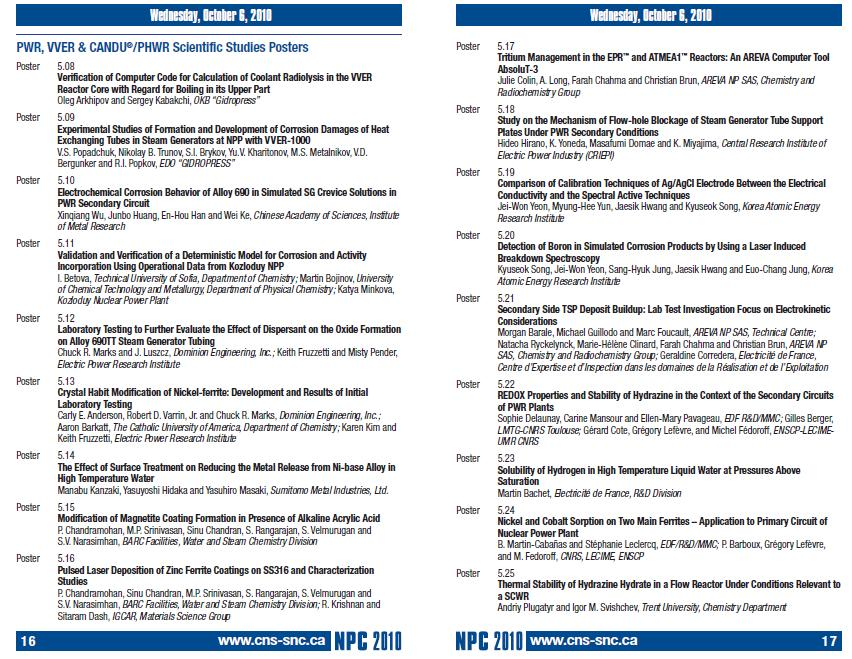 Wednesday, October 6, 2010
PWR, VVER & CANDU®/PHWR Scientific Studies Posters
Poster 5.08
Verification of Computer Code for Calculation of Coolant Radiolysis in the VVER
Reactor Core with Regard for Boiling in its Upper Part
Oleg Arkhipov and Sergey Kabakchi, OKB "Gidropress"
Poster 5.09
Experimental Studies of Formation and Development of Corrosion Damages of Heat
Exchanging Tubes in Steam Generators at NPP with VVER-1000
V.S. Popadchuk, Nikolay B. Trunov, S.I. Brykov, Yu.V. Kharitonov, M.S. Metalnikov, V.D.
Bergunker and R.I. Popkov, EDO "GIDROPRESS"
Poster 5.10
Electrochemical Corrosion Behavior of Alloy 690 in Simulated SG Crevice Solutions in
PWR Secondary Circuit
Xinqiang Wu, Junbo Huang, En-Hou Han and Wei Ke, Chinese Academy of Sciences, Institute
of Metal Research
Poster 5.11
Validation and Verification of a Deterministic Model for Corrosion and Activity
Incorporation Using Operational Data from Kozloduy NPP
I. Betova, Technical University of Sofia, Department of Chemistry; Martin Bojinov, University
of Chemical Technology and Metallurgy, Department of Physical Chemistry; Katya Minkova,
Kozloduy Nuclear Power Plant
Poster 5.12
Laboratory Testing to Further Evaluate the Effect of Dispersant on the Oxide Formation
on Alloy 690TT Steam Generator Tubing
Chuck R. Marks and J. Luszcz, Dominion Engineering, Inc.; Keith Fruzzetti and Misty Pender,
Electric Power Research Institute
Poster 5.13
Crystal Habit Modification of Nickel-ferrite: Development and Results of Initial
Laboratory Testing
Carly E. Anderson, Robert D. Varrin, Jr. and Chuck R. Marks, Dominion Engineering, Inc.;
Aaron Barkatt, The Catholic University of America, Department of Chemistry; Karen Kim and
Keith Fruzzetti, Electric Power Research Institute
Poster 5.14
The Effect of Surface Treatment on Reducing the Metal Release from Ni-base Alloy in
High Temperature Water
Manabu Kanzaki, Yasuyoshi Hidaka and Yasuhiro Masaki, Sumitomo Metal Industries, Ltd.
Poster 5.15
Modification of Magnetite Coating Formation in Presence of Alkaline Acrylic Acid
P. Chandramohan, M.P. Srinivasan, Sinu Chandran, S. Rangarajan, S. Velmurugan and
S.V. Narasimhan, BARC Facilities, Water and Steam Chemistry Division
Poster 5.16
Pulsed Laser Deposition of Zinc Ferrite Coatings on SS316 and Characterization
Studies
P. Chandramohan, Sinu Chandran, M.P. Srinivasan, S. Rangarajan, S. Velmurugan and
S.V. Narasimhan, BARC Facilities, Water and Steam Chemistry Division; R. Krishnan and
Sitaram Dash, IGCAR, Materials Science Group
16 www.cns-snc.ca NPC 2010
Wednesday, October 6, 2010
Poster 5.17
Tritium Management in the EPR™ and ATMEA1™ Reactors: An AREVA Computer Tool
AbsoluT-3
Julie Colin, A. Long, Farah Chahma and Christian Brun, AREVA NP SAS, Chemistry and
Radiochemistry Group
Poster 5.18
Study on the Mechanism of Flow-hole Blockage of Steam Generator Tube Support
Plates Under PWR Secondary Conditions
Hideo Hirano, K. Yoneda, Masafumi Domae and K. Miyajima, Central Research Institute of
Electric Power Industry (CRIEPI)
Poster 5.19
Comparison of Calibration Techniques of Ag/AgCl Electrode Between the Electrical
Conductivity and the Spectral Active Techniques
Jei-Won Yeon, Myung-Hee Yun, Jaesik Hwang and Kyuseok Song, Korea Atomic Energy
Research Institute
Poster 5.20
Detection of Boron in Simulated Corrosion Products by Using a Laser Induced
Breakdown Spectroscopy
Kyuseok Song, Jei-Won Yeon, Sang-Hyuk Jung, Jaesik Hwang and Euo-Chang Jung, Korea
Atomic Energy Research Institute
Poster 5.21
Secondary Side TSP Deposit Buildup: Lab Test Investigation Focus on Electrokinetic
Considerations
Morgan Barale, Michael Guillodo and Marc Foucault, AREVA NP SAS, Technical Centre;
Natacha Ryckelynck, Marie-Hélène Clinard, Farah Chahma and Christian Brun, AREVA NP
SAS, Chemistry and Radiochemistry Group; Geraldine Corredera, Electricité de France,
Centre d'Expertise et d'Inspection dans les domaines de la Réalisation et de l'Exploitation
Poster 5.22
REDOX Properties and Stability of Hydrazine in the Context of the Secondary Circuits
of PWR Plants
Sophie Delaunay, Carine Mansour and Ellen-Mary Pavageau, EDF R&D/MMC; Gilles Berger,
LMTG-CNRS Toulouse; Gérard Cote, Grégory Lefèvre, and Michel Fédoroff, ENSCP-LECIME-
UMR CNRS
Poster 5.23
Solubility of Hydrogen in High Temperature Liquid Water at Pressures Above
Saturation
Martin Bachet, Electricité de France, R&D Division
Poster 5.24
Nickel and Cobalt Sorption on Two Main Ferrites – Application to Primary Circuit of
Nuclear Power Plant
B. Martin-Cabañas and Stéphanie Leclercq, EDF/R&D/MMC; P. Barboux, Grégory Lefèvre,
and M. Fedoroff, CNRS, LECIME, ENSCP
Poster 5.25
Thermal Stability of Hydrazine Hydrate in a Flow Reactor Under Conditions Relevant to
a SCWR
Andriy Plugatyr and Igor M. Svishchev, Trent University, Chemistry Department
NPC 2010 www.cns-snc.ca 17